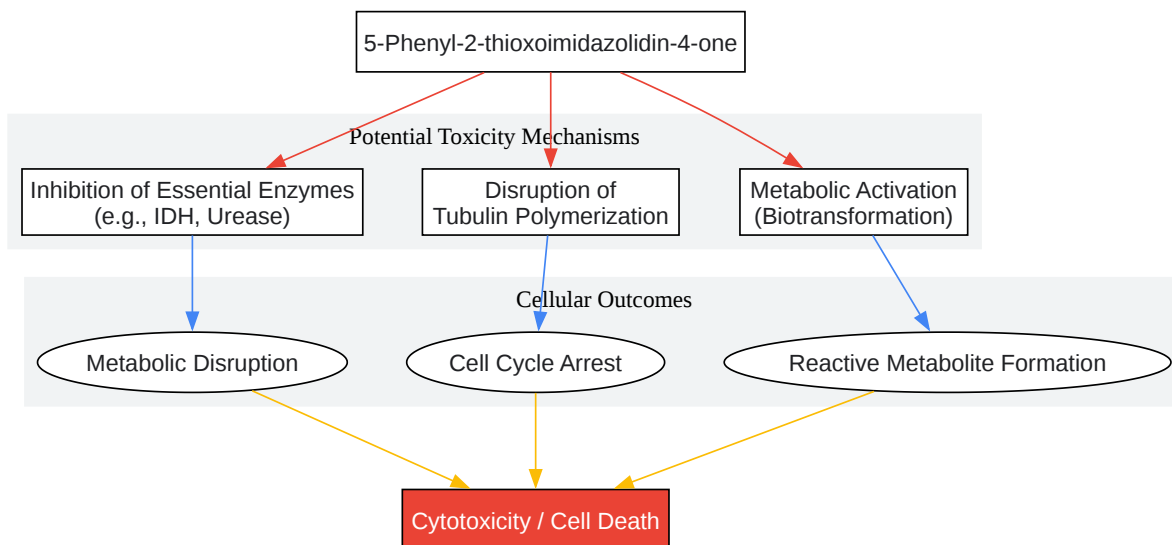 5-Phenyl-2-thioxoimidazolidin-4-one
Potential Toxicity Mechanisms
Inhibition of Essential Enzymes
(e.g., IDH, Urease)
Disruption of
Tubulin Polymerization
Metabolic Activation
(Biotransformation)
Cellular Outcomes
Metabolic Disruption
Cell Cycle Arrest
Reactive Metabolite Formation
Cytotoxicity / Cell Death